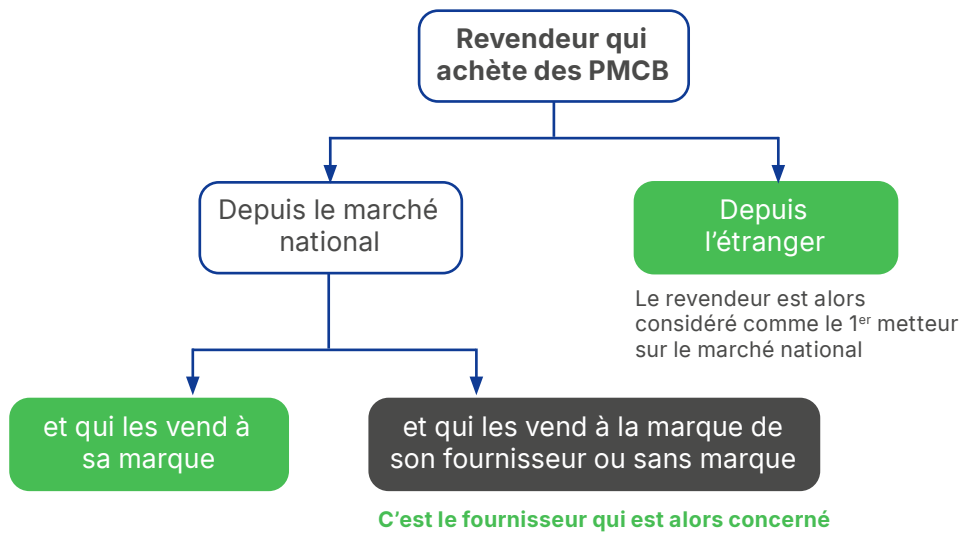 Revendeur qui
achète des PMCB
Depuis le marché
national
Depuis
l’étranger
Le revendeur est alors
considéré comme le 1er metteur
sur le marché national
et qui les vend à
sa marque
et qui les vend à la marque de
son fournisseur ou sans marque
C’est le fournisseur qui est alors concerné